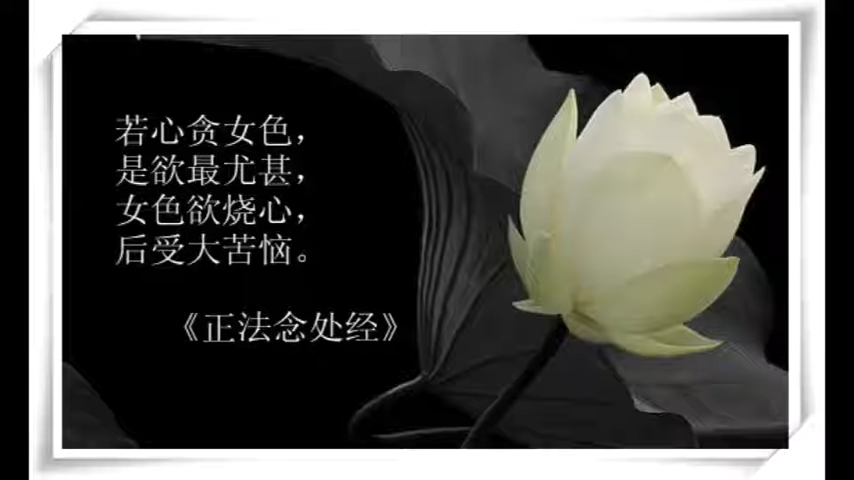 若心贪女色，
是欲最尤甚，
女色欲烧心，
后受大苦恼。
《正法念处经》